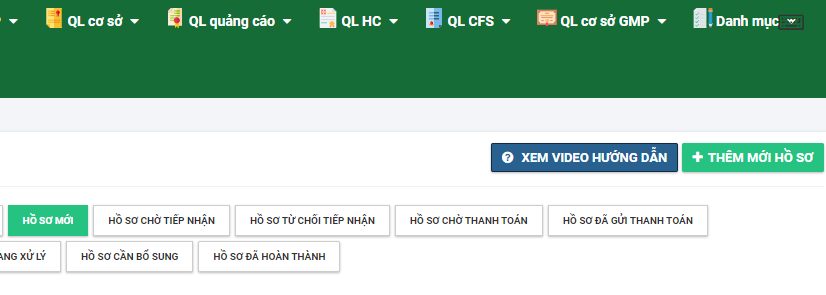 QL cơ sở QL quảng cáo QL HC QL CFS QL cơ sở GMP Danh mục
XEM VIDEO HƯỚNG DẪN THÊM MỚI HỒ SƠ
HỒ SƠ MỚI HỒ SƠ CHỜ TIẾP NHẬN HỒ SƠ TỪ CHỐI TIẾP NHẬN HỒ SƠ CHỜ THANH TOÁN HỒ SƠ ĐÃ GỬI THANH TOÁN
ANG XỬ LÝ HỒ SƠ CẦN BỔ SUNG HỒ SƠ ĐÃ HOÀN THÀNH